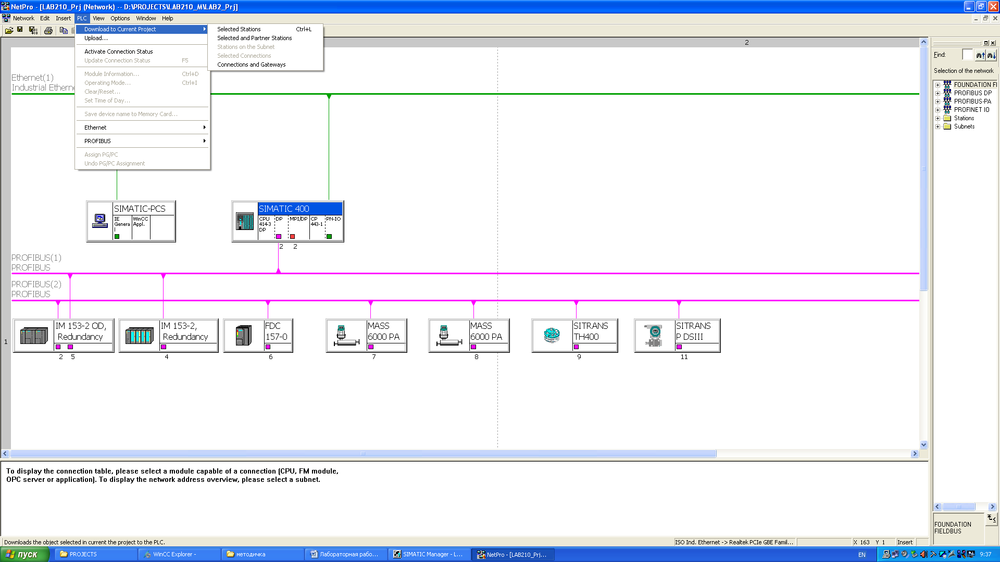 NetPro - [LAB210_Prj (Network) -- D:\PROJECTS\LAB210_M\LAB2_Prj]
Network Edit Insert PLC View Options Window Help
Download to Current Project
Upload...
Activate Connection Status
Update Connection Status F5
Module Information... Ctrl+D
Operating Mode... Ctrl+I
Clear/Reset...
Set Time of Day...
Save device name to Memory Card...
Ethernet
PROFIBUS
Assign PG/PC
Undo PG/PC Assignment
Selected Stations Ctrl+L
Selected and Partner Stations
Stations on the Subnet
Selected Connections
Connections and Gateways
2
Ethernet(1)
Industrial Etherne
SIMATIC-PCS
IE
Genera
l
WinCC
Appl.
SIMATIC 400
CPU
414-3
DP
DP
MPI/DP
CP
443-1
PN-IO
2 2
PROFIBUS(1)
PROFIBUS
PROFIBUS(2)
PROFIBUS
1
IM 153-2 OD,
Redundancy
2 5
IM 153-2,
Redundancy
4
FDC
157-0
6
MASS
6000 PA
7
MASS
6000 PA
8
SITRANS
TH400
9
SITRANS
P DSIII
11
Find:
Selection of the network
FOUNDATION FI
PROFIBUS DP
PROFIBUS-PA
PROFINET IO
Stations
Subnets
FOUNDATION
FIELDBUS
To display the connection table, please select a module capable of a connection (CPU, FM module,
OPC server or application). To display the network address overview, please select a subnet.
Downloads the object selected in current the project to the PLC.
ISO Ind. Ethernet -> Realtek PCIe GBE Famil...
X 163 Y 1
Insert
пуск
PROJECTS
WinCC Explorer -
методичка
Лабораторная рабо...
SIMATIC Manager - L...
NetPro - [LAB210_Prj...
EN
9:37